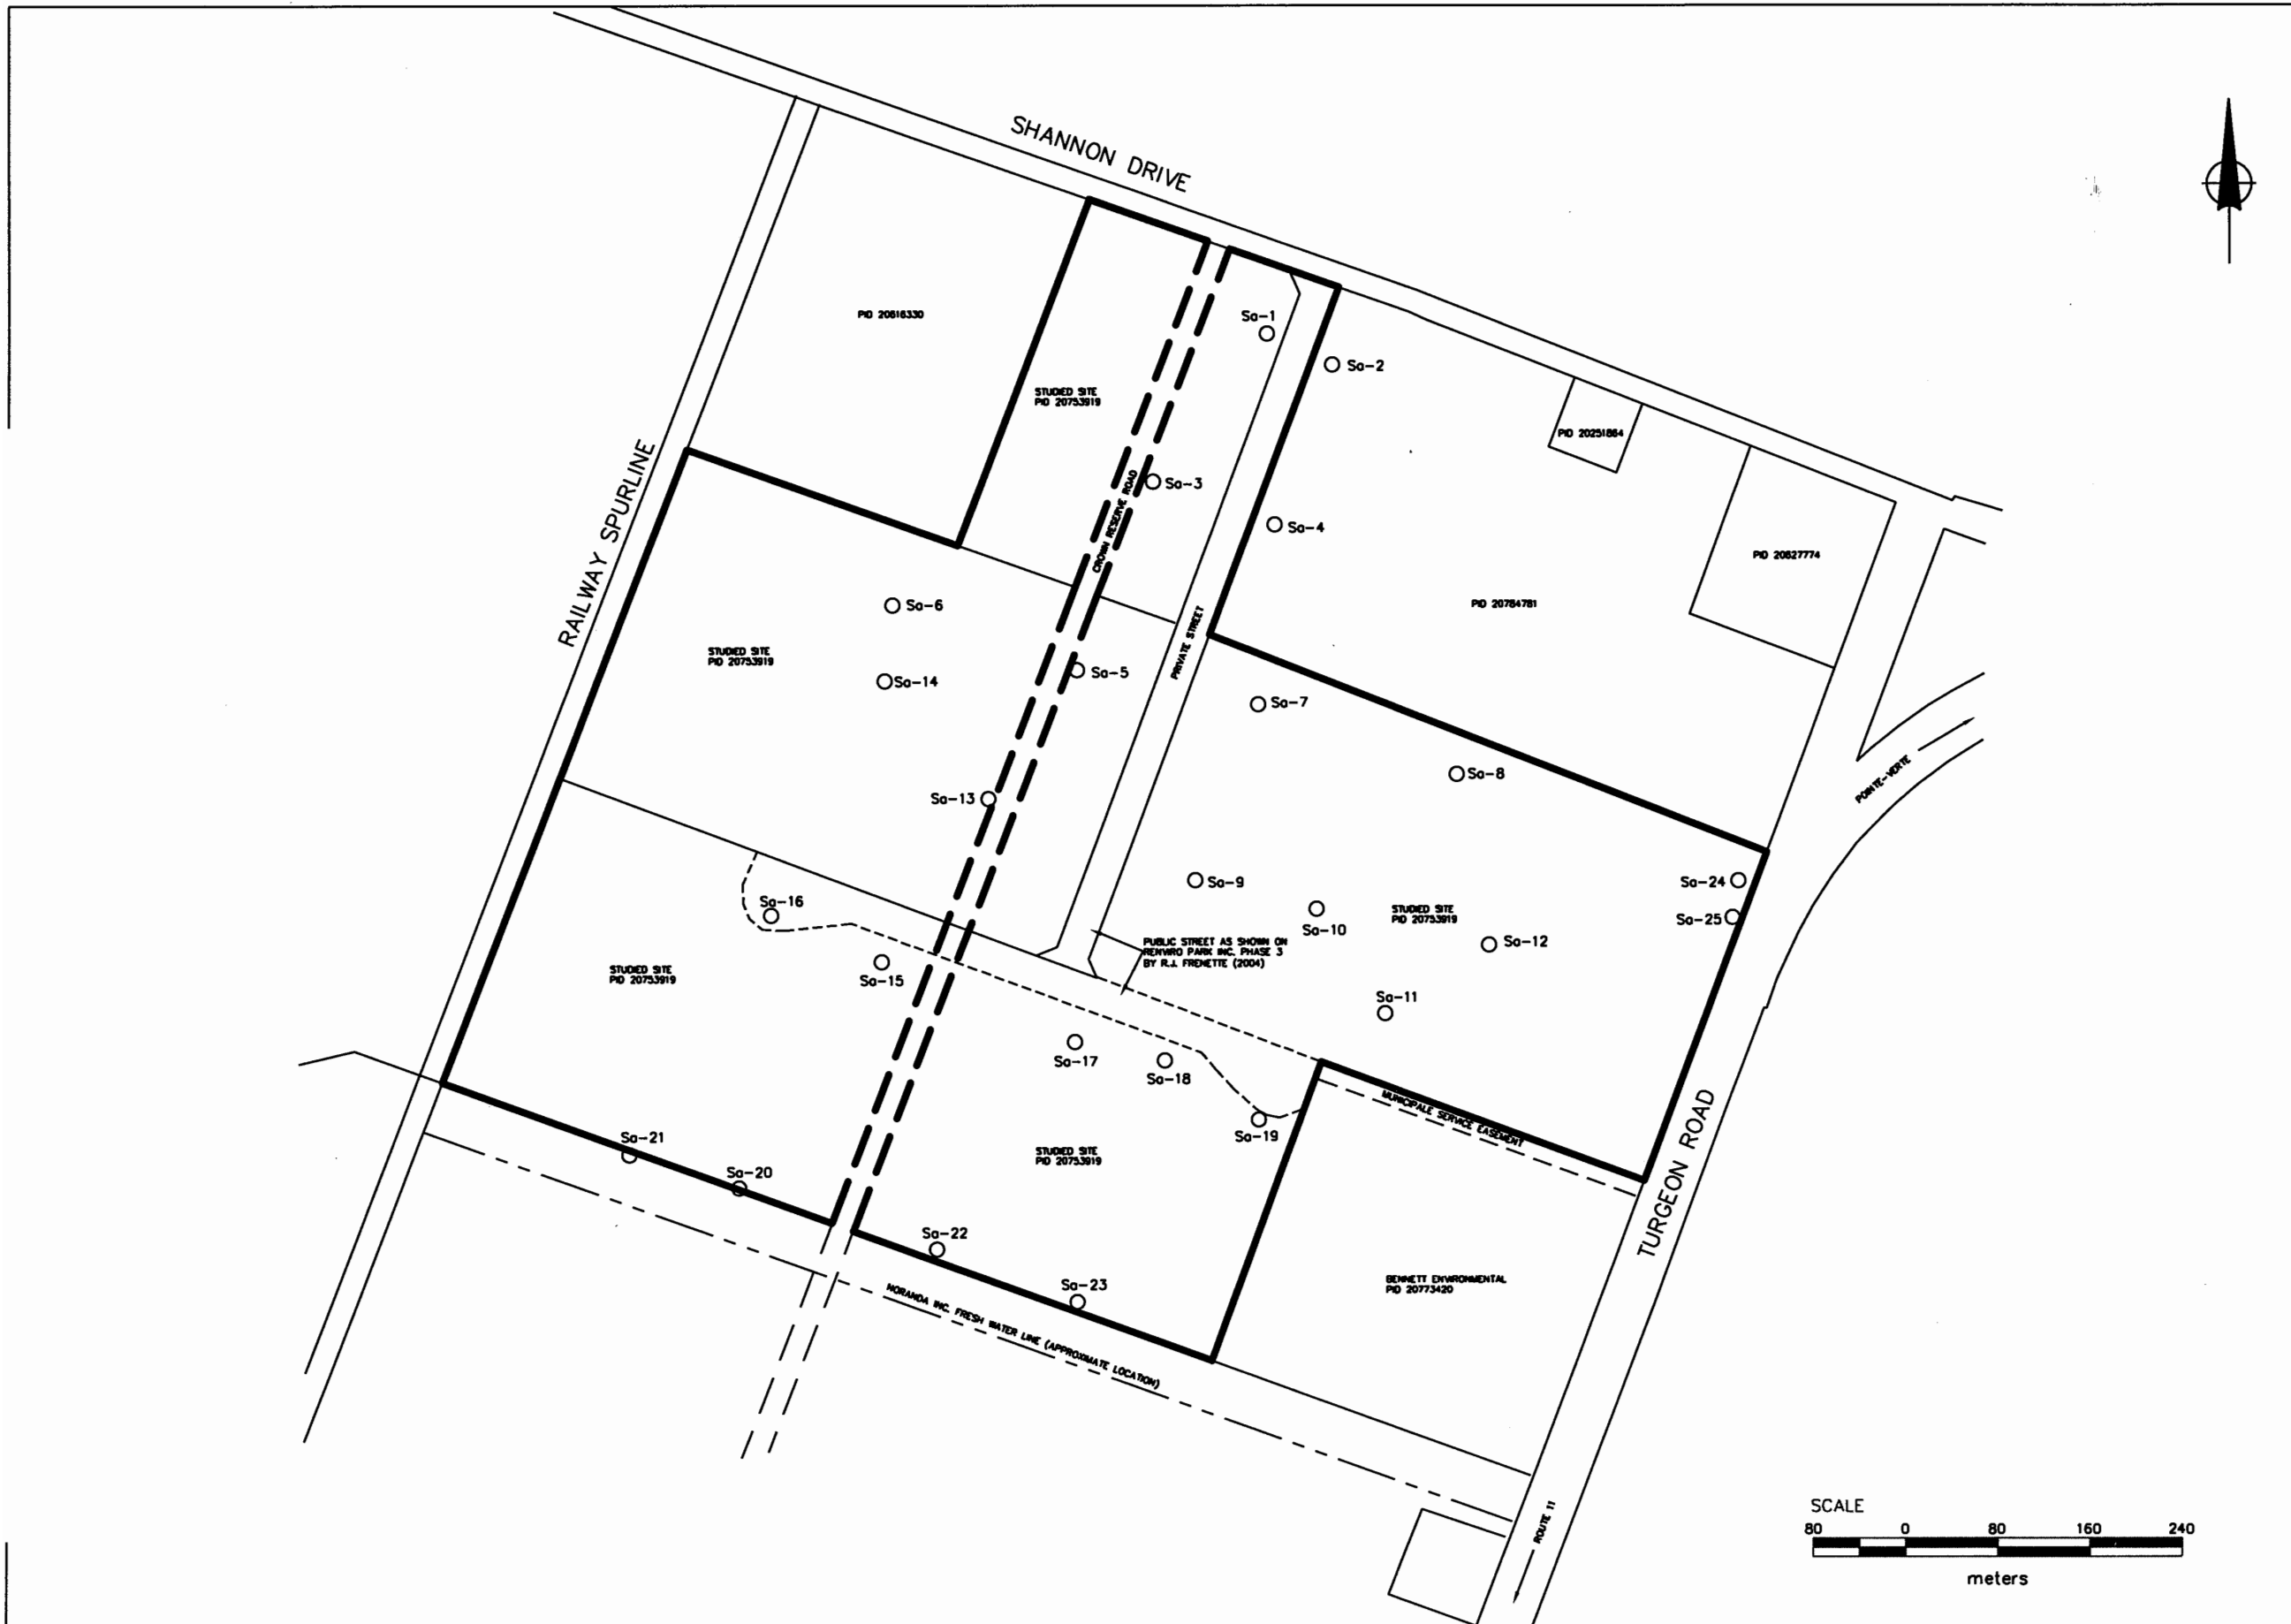 SHANNON DRIVE
Sa-1
PID 20616330
Sa-2
STUDIED SITE
PID 20753919
PID 20251864
RAILWAY SPURLINE
CROWN RESERVE ROAD
Sa-3
Sa-4
PID 20827774
Sa-6
PID 20784781
PRIVATE STREET
STUDIED SITE
PID 20753919
Sa-5
Sa-14
Sa-7
Sa-8
POINTE-VERTE
Sa-13
Sa-9
Sa-24
Sa-16
Sa-10
STUDIED SITE
PID 20753919
Sa-25
PUBLIC STREET AS SHOWN ON
RENVIRO PARK INC. PHASE 3
BY R.J. FRENETTE (2004)
Sa-12
STUDIED SITE
PID 20753919
Sa-15
Sa-11
Sa-17
Sa-18
MUNICIPALE SERVICE EASEMENT
Sa-21
Sa-19
STUDIED SITE
PID 20753919
TURGEON ROAD
Sa-20
Sa-22
Sa-23
BENNETT ENVIRONMENTAL
PID 20773420
NORANDA INC. FRESH WATER LINE (APPROXIMATE LOCATION)
ROUTE 11
SCALE
80 0 80 160 240
meters